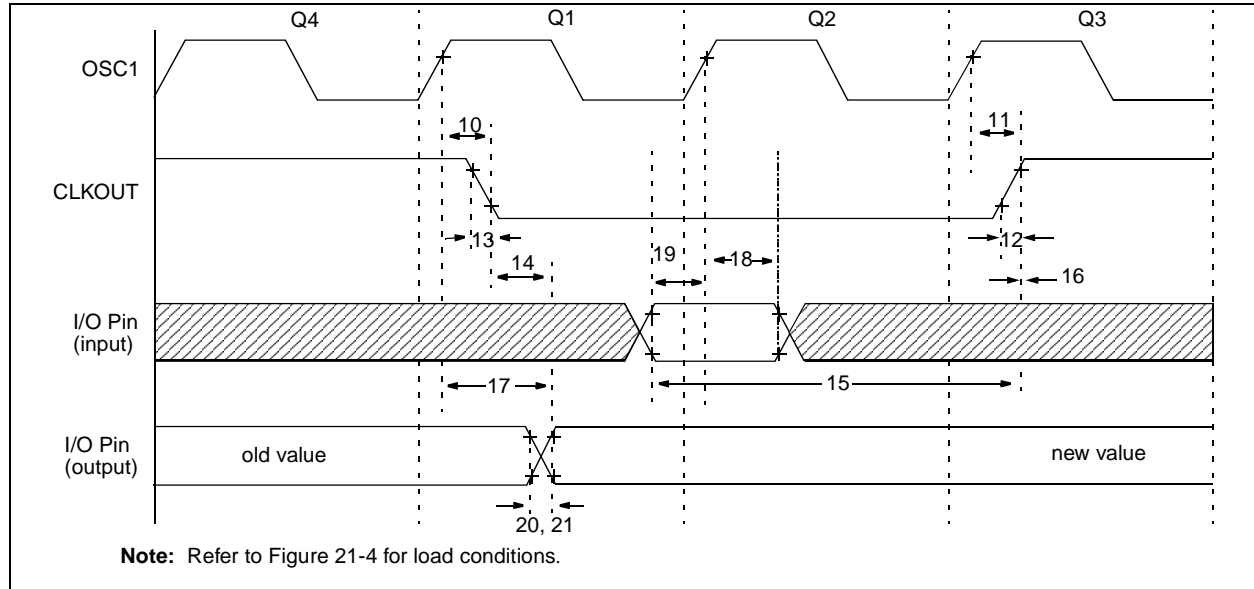 Q4 Q1 Q2 Q3
OSC1
10 11
CLKOUT
13 12
14 19 18 16
I/O Pin
(input)
17 15
I/O Pin
(output)
old value new value
20, 21
Note: Refer to Figure 21-4 for load conditions.